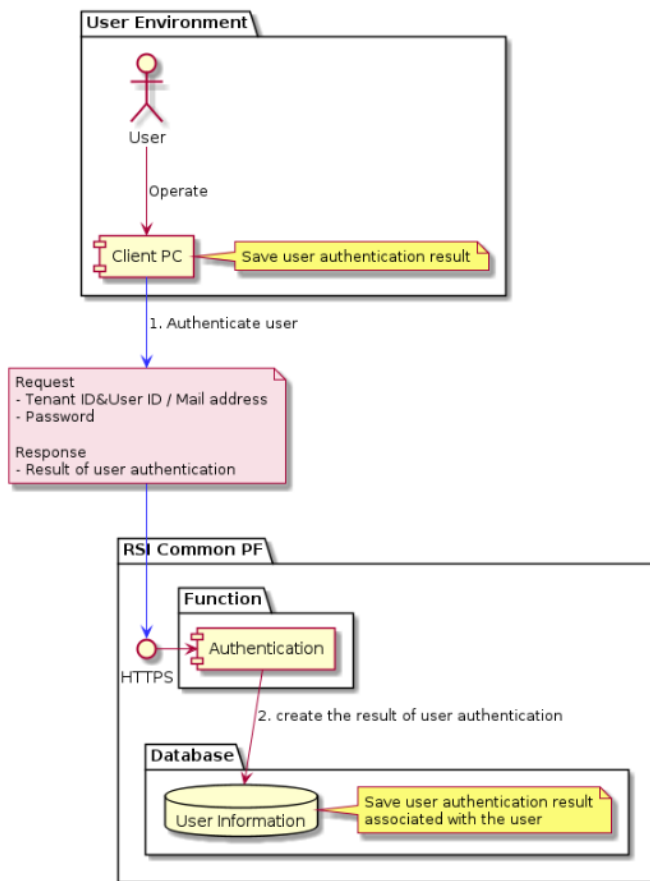 User Environment
User
Operate
Client PC
Save user authentication result
1. Authenticate user
Request
- Tenant ID&User ID / Mail address
- Password
Response
- Result of user authentication
RSI Common PF
Function
Authentication
HTTPS
2. create the result of user authentication
Database
User Information
Save user authentication result
associated with the user